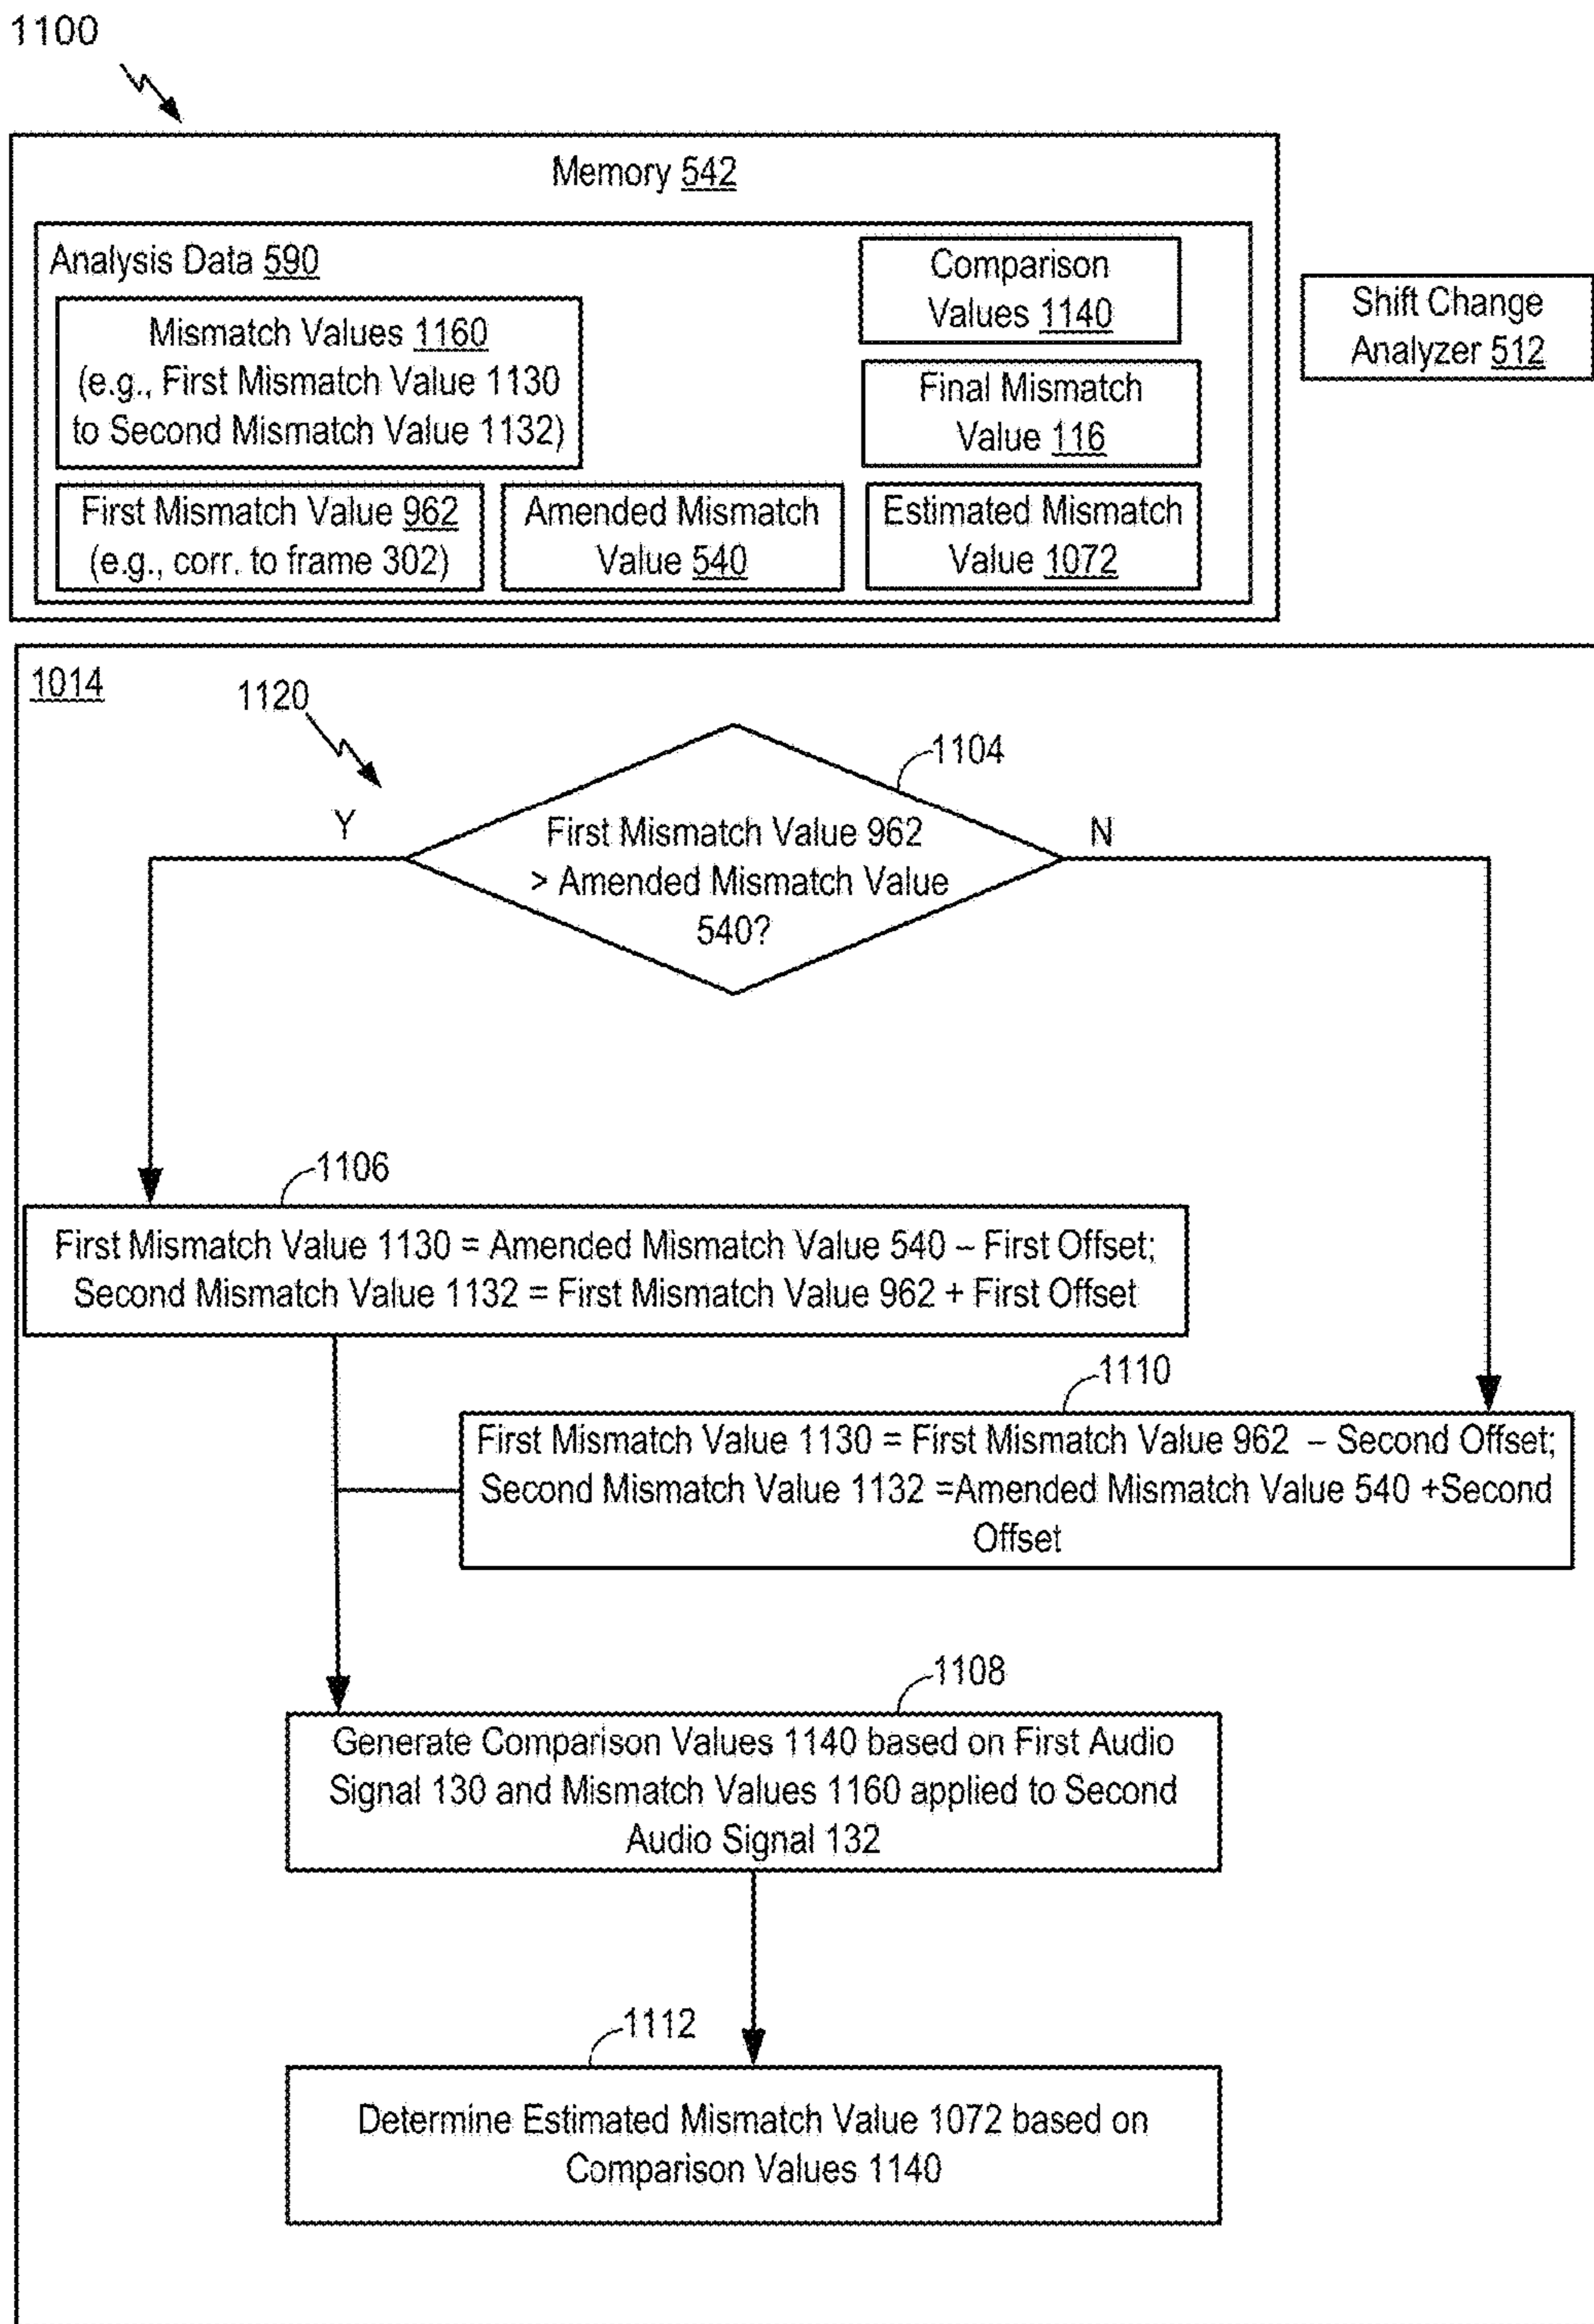 1100
Memory 542
Analysis Data 590
Mismatch Values 1160
(e.g., First Mismatch Value 1130
to Second Mismatch Value 1132)
Comparison
Values 1140
Final Mismatch
Value 116
First Mismatch Value 962
(e.g., corr. to frame 302)
Amended Mismatch
Value 540
Estimated Mismatch
Value 1072
Shift Change
Analyzer 512
1014
1120
1104
Y
First Mismatch Value 962
> Amended Mismatch Value
540?
N
1106
First Mismatch Value 1130 = Amended Mismatch Value 540 – First Offset;
Second Mismatch Value 1132 = First Mismatch Value 962 + First Offset
1110
First Mismatch Value 1130 = First Mismatch Value 962 – Second Offset;
Second Mismatch Value 1132 =Amended Mismatch Value 540 +Second
Offset
1108
Generate Comparison Values 1140 based on First Audio
Signal 130 and Mismatch Values 1160 applied to Second
Audio Signal 132
1112
Determine Estimated Mismatch Value 1072 based on
Comparison Values 1140